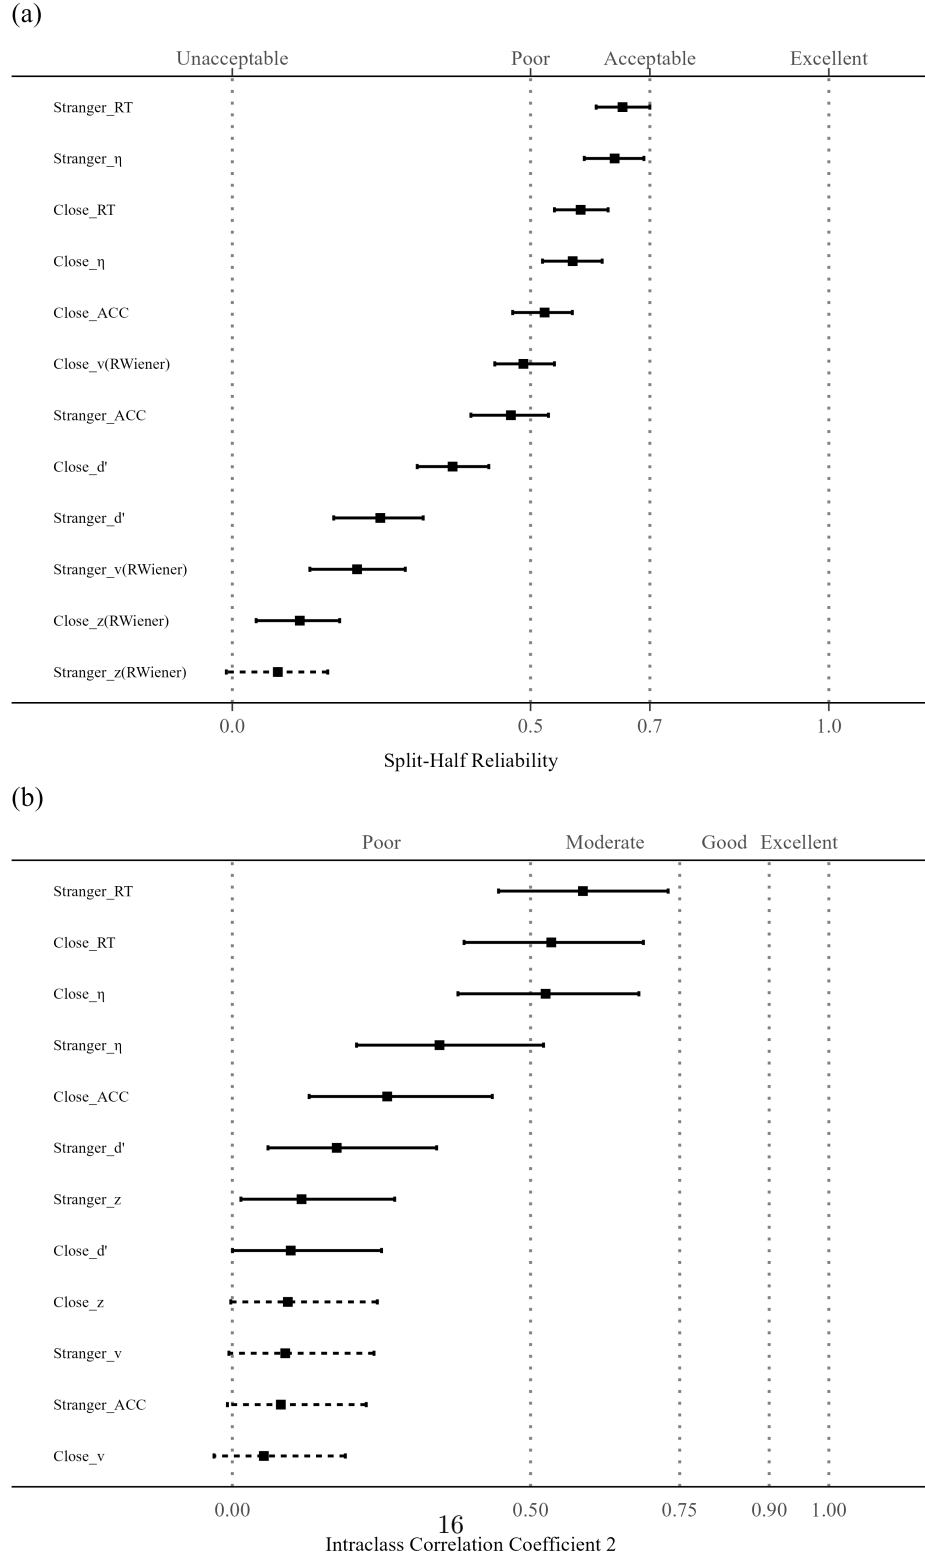 (a)
Unacceptable Poor Acceptable Excellent
Stranger_RT
Stranger_η
Close_RT
Close_η
Close_ACC
Close_v(RWiener)
Stranger_ACC
Close_d'
Stranger_d'
Stranger_v(RWiener)
Close_z(RWiener)
Stranger_z(RWiener)
0.0 0.5 0.7 1.0
Split-Half Reliability
(b)
Poor Moderate Good Excellent
Stranger_RT
Close_RT
Close_η
Stranger_η
Close_ACC
Stranger_d'
Stranger_z
Close_d'
Close_z
Stranger_v
Stranger_ACC
Close_v
0.00 0.50 0.75 0.90 1.00
16
Intraclass Correlation Coefficient 2